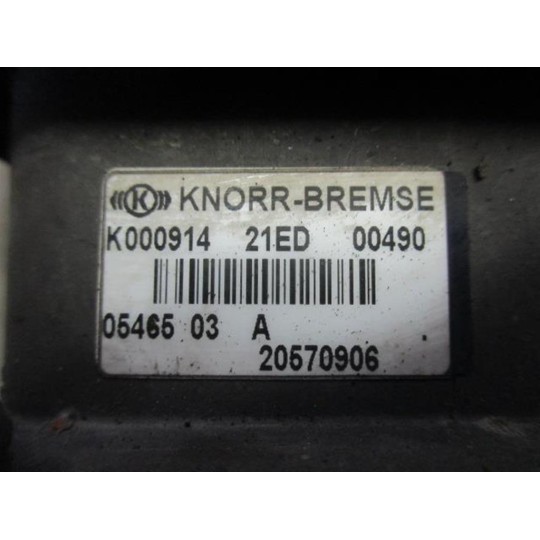 K KNORR-BREMSE
K000914 21ED 00490
05465 03 A
20570906